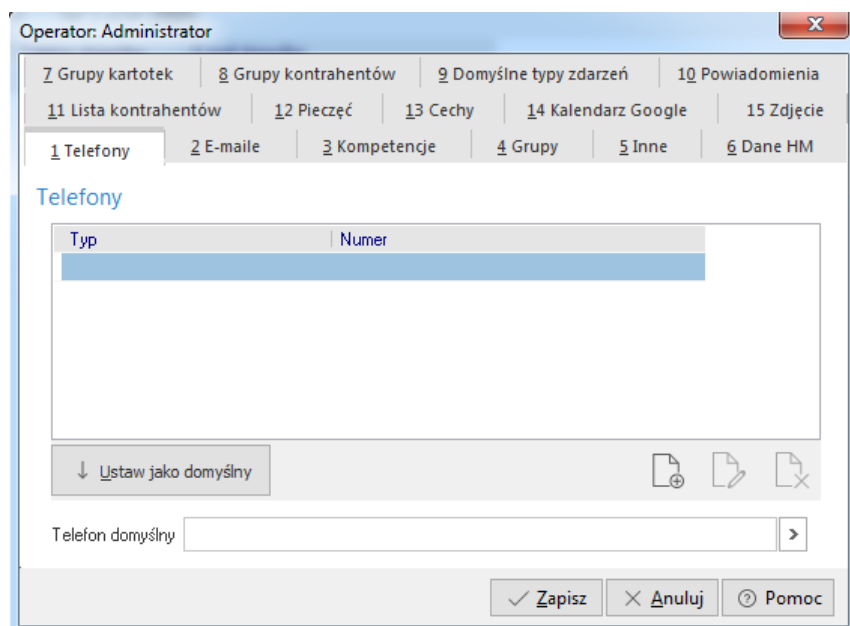 Operator: Administrator
7 Grupy kartotek 8 Grupy kontrahentów 9 Domyślne typy zdarzeń 10 Powiadomienia
11 Lista kontrahentów 12 Pieczęć 13 Cechy 14 Kalendarz Google 15 Zdjęcie
1 Telefony 2 E-maile 3 Kompetencje 4 Grupy 5 Inne 6 Dane HM
Telefony
Typ Numer
Ustaw jako domyślny
Telefon domyślny
Zapisz Anuluj Pomoc